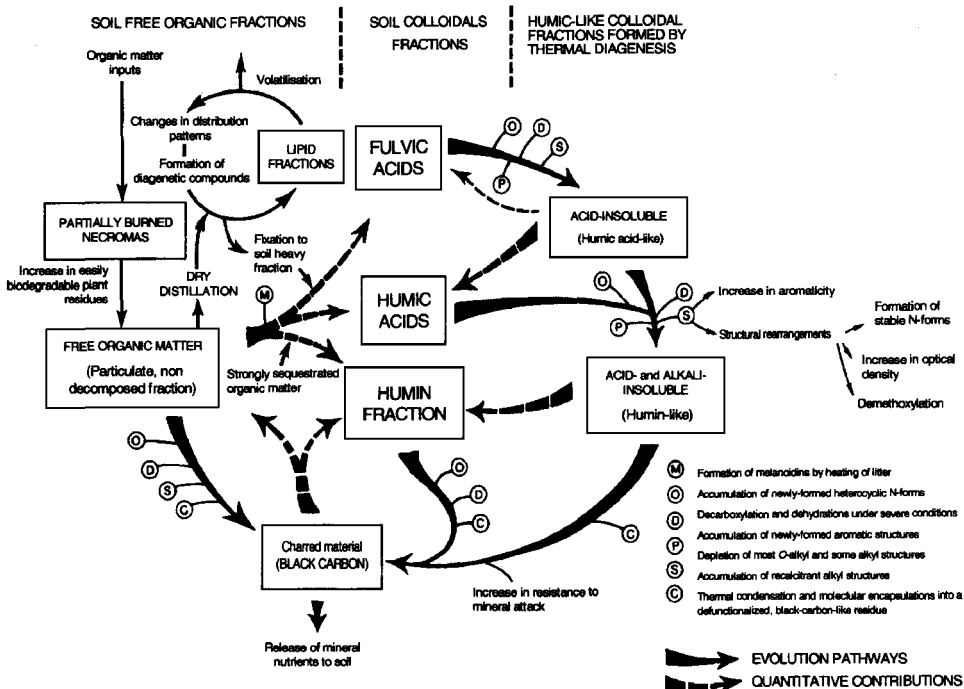 SOIL FREE ORGANIC FRACTIONS
SOIL COLLOIDALS
FRACTIONS
HUMIC-LIKE COLLOIDAL
FRACTIONS FORMED BY
THERMAL DIAGENESIS
Organic matter
inputs
Volatilisation
Changes in distribution
patterns
Formation of
diagenetic compounds
LIPID
FRACTIONS
FULVIC
ACIDS
O
D
S
P
ACID-INSOLUBLE
(Humic acid-like)
PARTIALLY BURNED
NECROMAS
Increase in easily
biodegradable plant
residues
DRY
DISTILLATION
Fixation to
soil heavy
fraction
M
HUMIC
ACIDS
O
D
P
S
Increase in aromaticity
Structural rearrangements
Formation of
stable N-forms
Increase in optical
density
Demethoxylation
FREE ORGANIC MATTER
(Particulate, non
decomposed fraction)
Strongly sequestrated
organic matter
HUMIN
FRACTION
ACID- and ALKALI-
INSOLUBLE
(Humin-like)
O
D
S
C
O
D
C
C
Charred material
(BLACK CARBON)
Increase in resistance to
mineral attack
Release of mineral
nutrients to soil
M Formation of melanoidins by heating of litter
O Accumulation of newly-formed heterocyclic N-forms
D Decarboxylation and dehydrations under severe conditions
Accumulation of newly-formed aromatic structures
P Depletion of most O-alkyl and some alkyl structures
S Accumulation of recalcitrant alkyl structures
C Thermal condensation and molecular encapsulations into a
defunctionalized, black-carbon-like residue
EVOLUTION PATHWAYS
QUANTITATIVE CONTRIBUTIONS